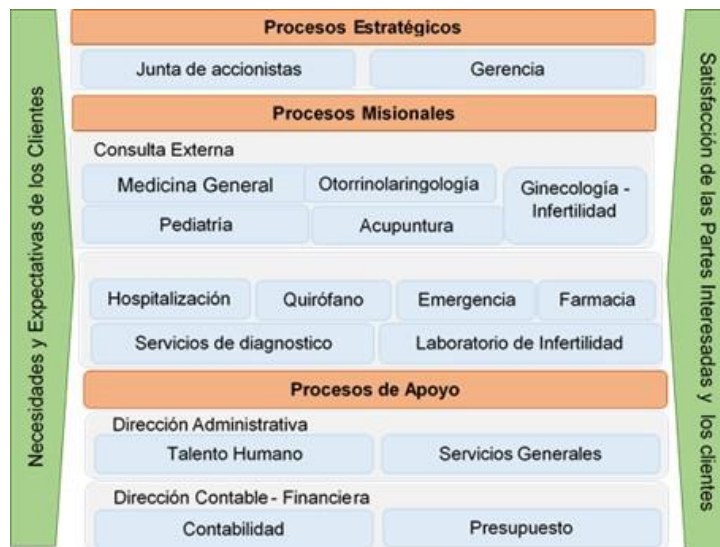 Necesidades y Expectativas de los Clientes
Procesos Estratégicos
Junta de accionistas
Gerencia
Procesos Misionales
Consulta Externa
Medicina General
Otorrinolaringología
Ginecología -
Infertilidad
Pediatría
Acupuntura
Hospitalización
Quirófano
Emergencia
Farmacia
Servicios de diagnostico
Laboratorio de Infertilidad
Procesos de Apoyo
Dirección Administrativa
Talento Humano
Servicios Generales
Dirección Contable - Financiera
Contabilidad
Presupuesto
Satisfacción de las Partes Interesadas y los clientes